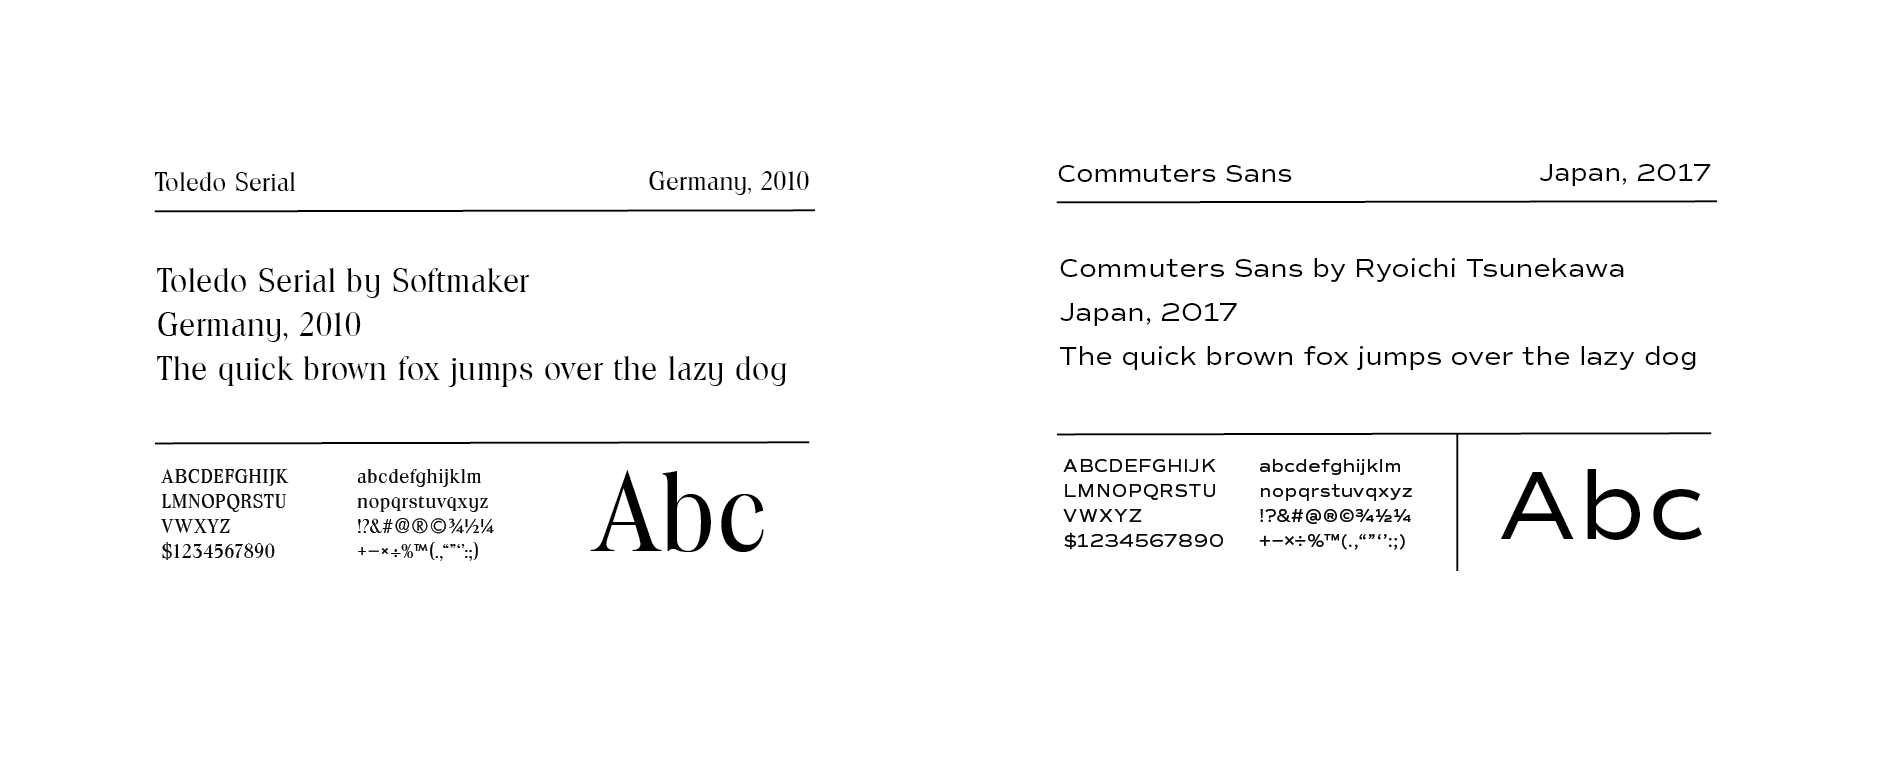 Toledo Serial
Germany, 2010
Toledo Serial by Softmaker
Germany, 2010
The quick brown fox jumps over the lazy dog
ABCDEFGHIJK
LMNOPQRSTU
VWXYZ
$1234567890
abcdefghijklm
nopqrstuvqxyz
!?&#@®©¾½¼
+−×÷%™(.,“”‘’:;)
Abc
Commuters Sans
Japan, 2017
Commuters Sans by Ryoichi Tsunekawa
Japan, 2017
The quick brown fox jumps over the lazy dog
ABCDEFGHIJK
LMNOPQRSTU
VWXYZ
$1234567890
abcdefghijklm
nopqrstuvqxyz
!?&#@®©¾½¼
+−×÷%™(.,“”‘’:;)
Abc